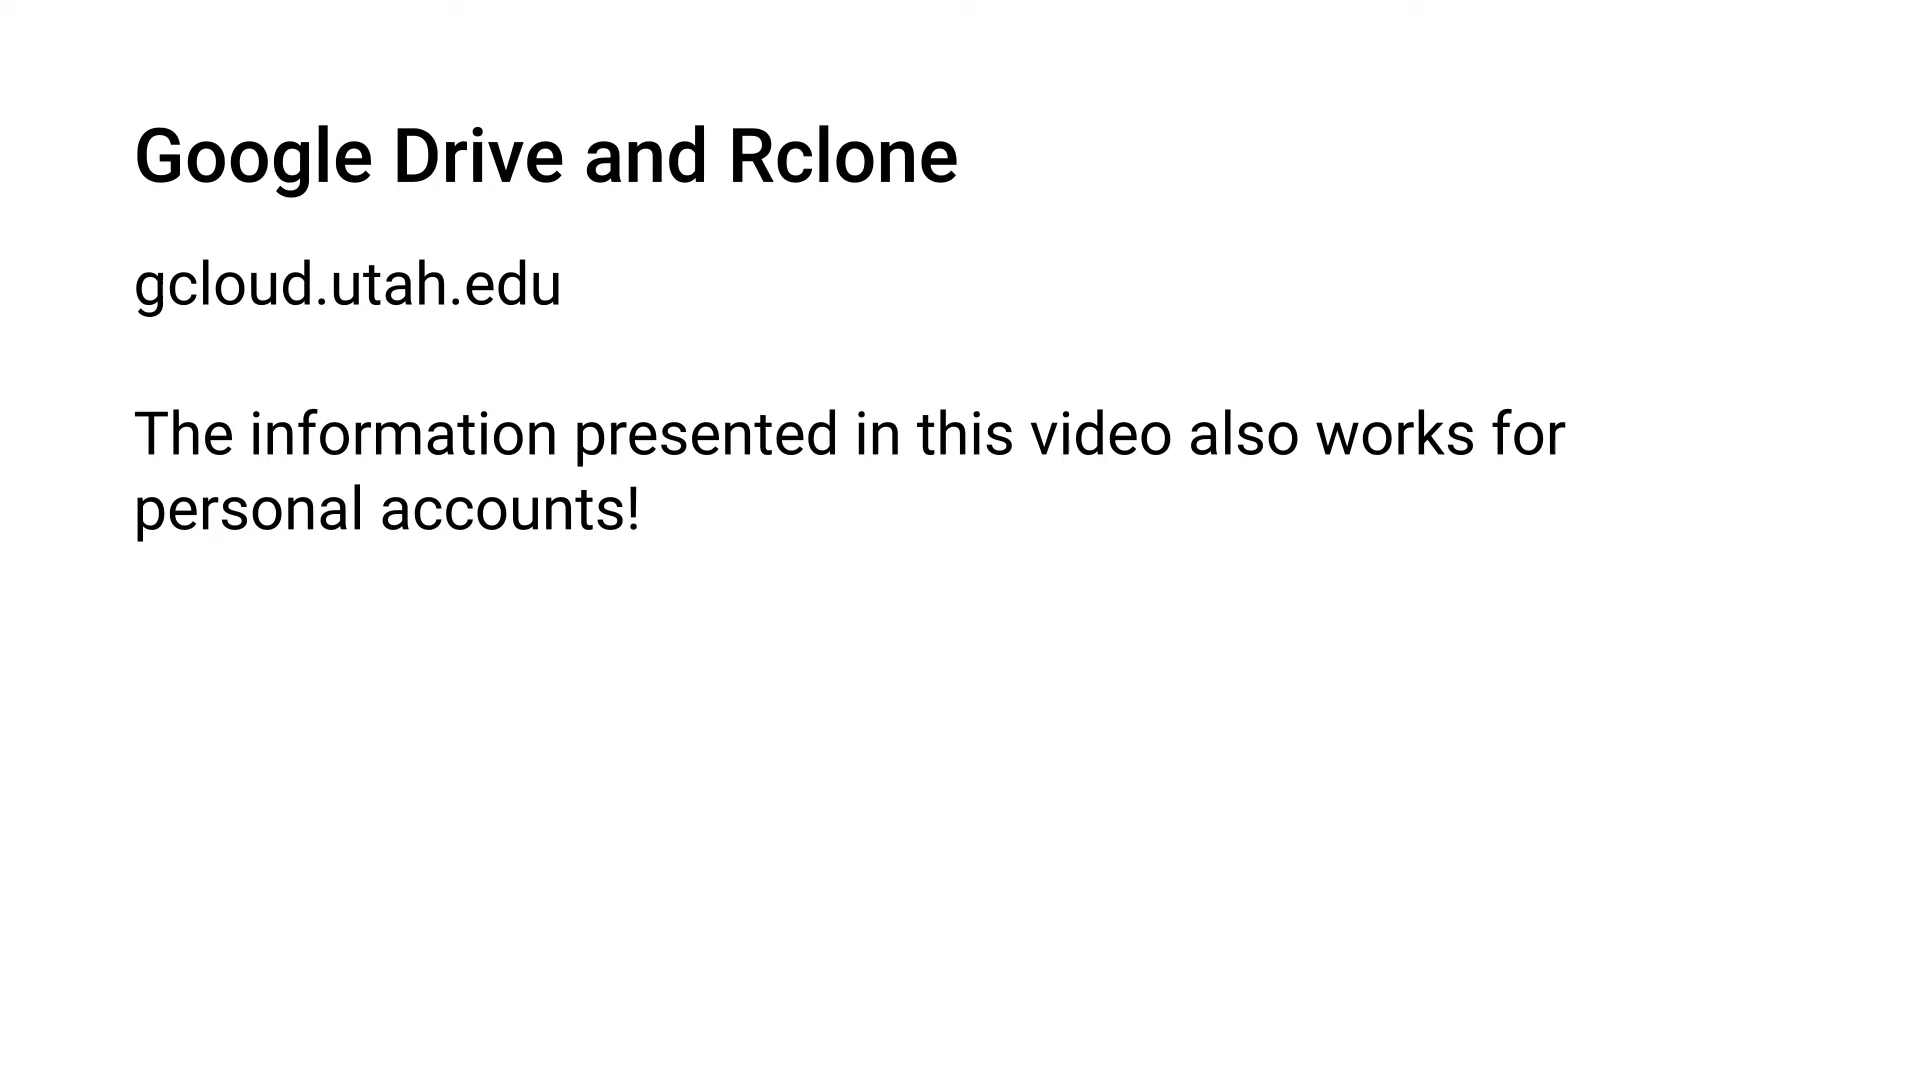 Google Drive and Rclone
gcloud.utah.edu
The information presented in this video also works for
personal accounts!